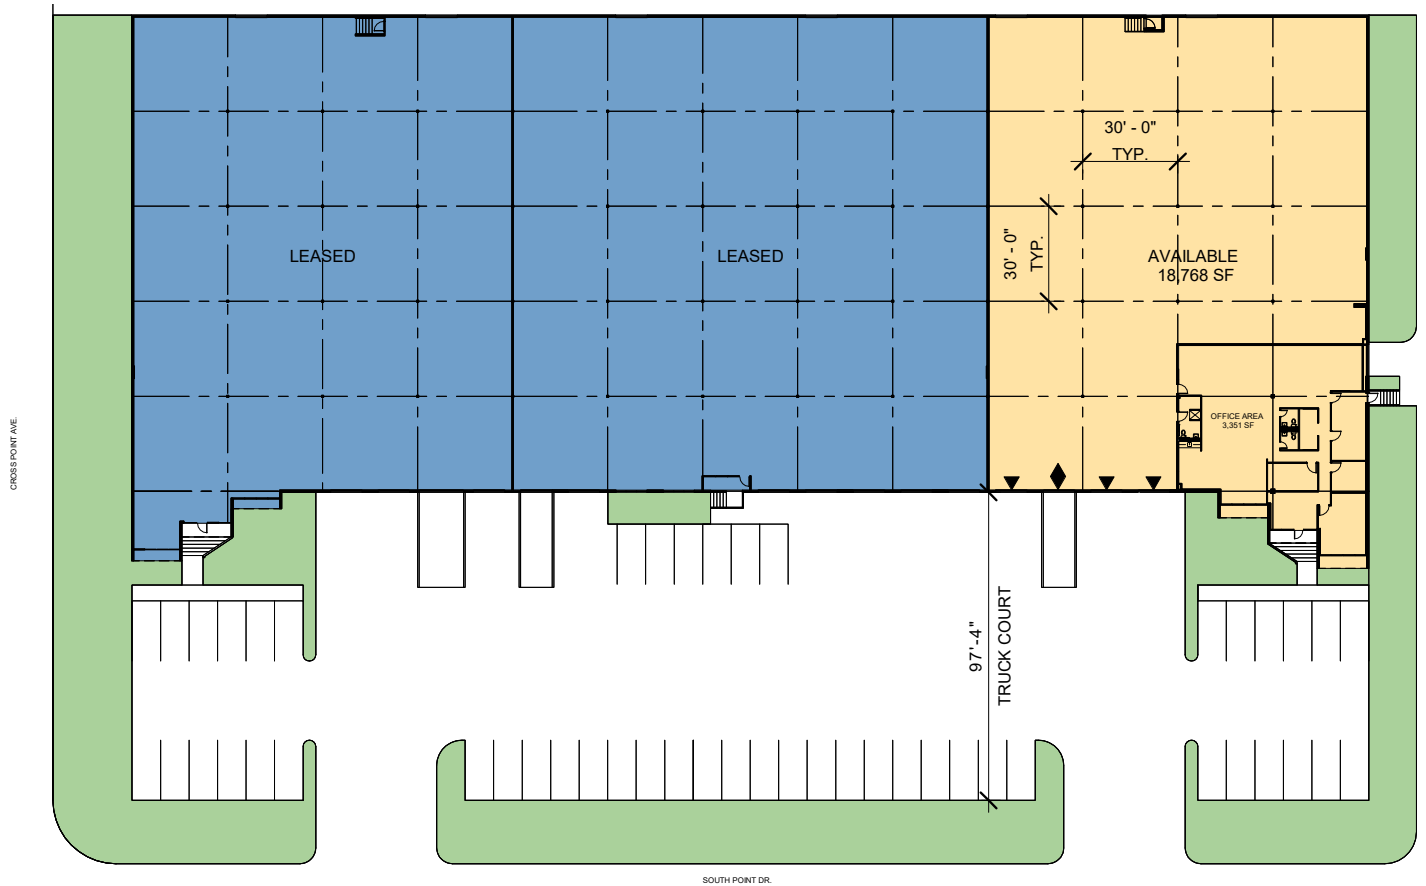 30' - 0"
TYP.
30' - 0"
TYP.
LEASED
LEASED
AVAILABLE
18,768 SF
OFFICE AREA
3,351 SF
CROSS POINT AVE.
97'-4"
TRUCK COURT
SOUTH POINT DR.